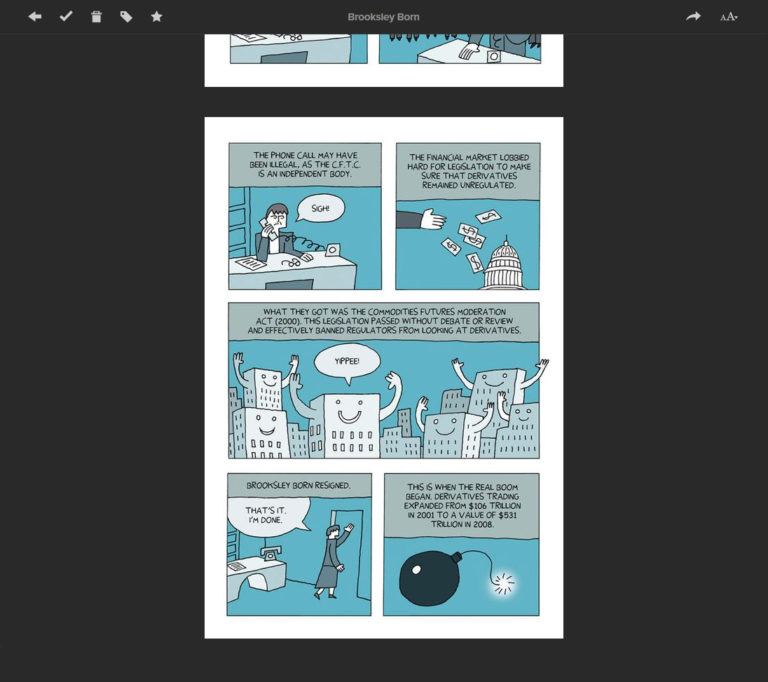 Brooksley Born
AA
THE PHONE CALL MAY HAVE
BEEN ILLEGAL, AS THE C.F.T.C.
IS AN INDEPENDENT BODY.
SIGH!
THE FINANCIAL MARKET LOBBIED
HARD FOR LEGISLATION TO MAKE
SURE THAT DERIVATIVES
REMAINED UNREGULATED.
$
$
$
$
$
WHAT THEY GOT WAS THE COMMODITIES FUTURES MODERATION
ACT (2000). THIS LEGISLATION PASSED WITHOUT DEBATE OR REVIEW
AND EFFECTIVELY BANNED REGULATORS FROM LOOKING AT DERIVATIVES.
YIPPEE!
BROOKSLEY BORN RESIGNED.
THAT'S IT.
I'M DONE.
THIS IS WHEN THE REAL BOOM
BEGAN. DERIVATIVES TRADING
EXPANDED FROM $106 TRILLION
IN 2001 TO A VALUE OF $531
TRILLION IN 2008.